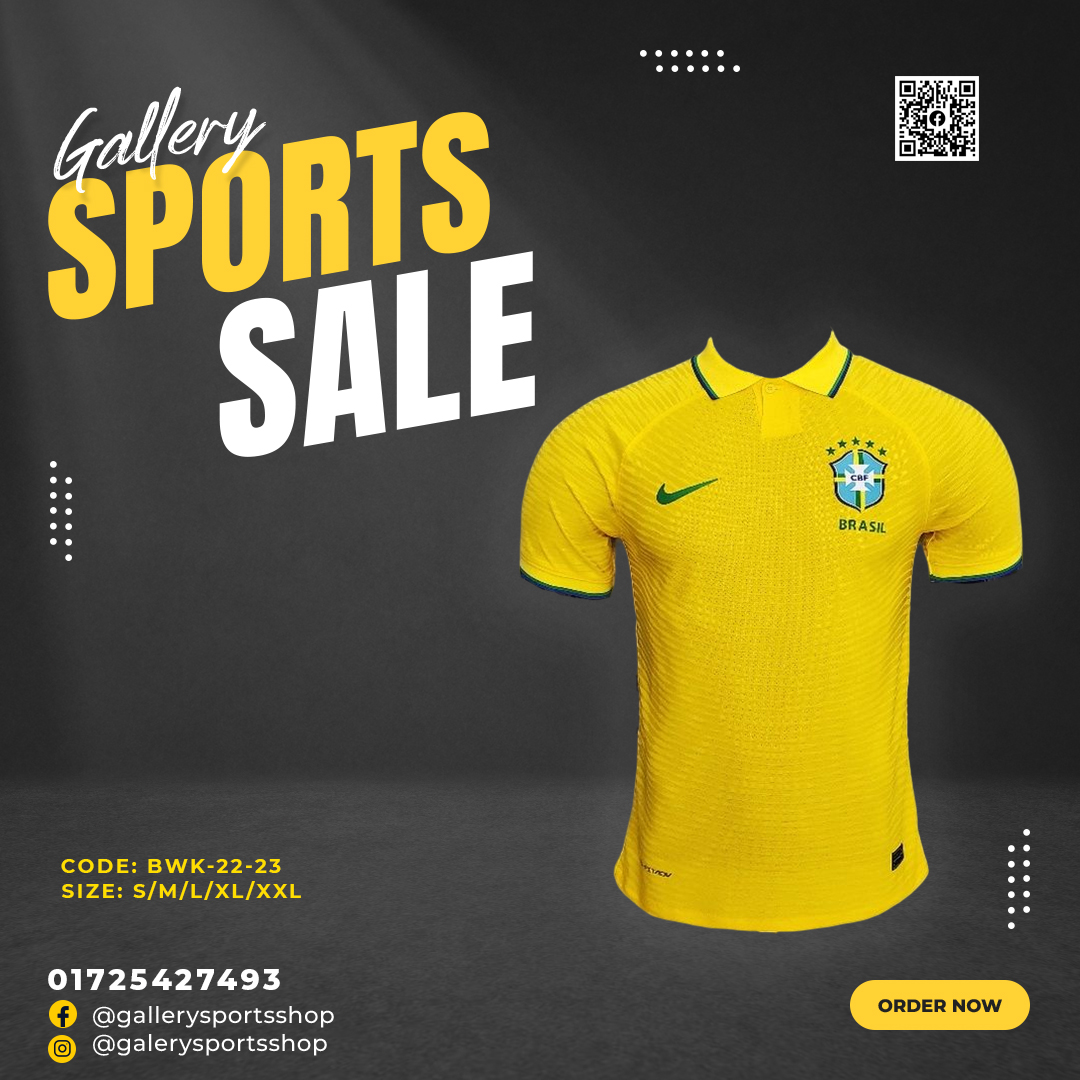 Gallery
SPORTS
SALE
CBF
BRASIL
CODE: BWK-22-23
SIZE: S/M/L/XL/XXL
01725427493
@gallerysportsshop
@galerysportsshop
ORDER NOW